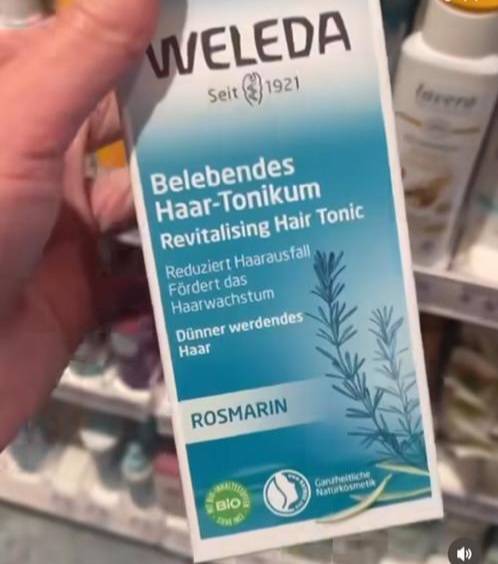 WELEDA
Seit 1921
Belebendes
Haar-Tonikum
Revitalising Hair Tonic
Reduziert Haarausfall
Fördert das
Haarwachstum
Dünner werdendes
Haar
ROSMARIN
BIO
Ganzheitliche
Naturkosmetik
lavera